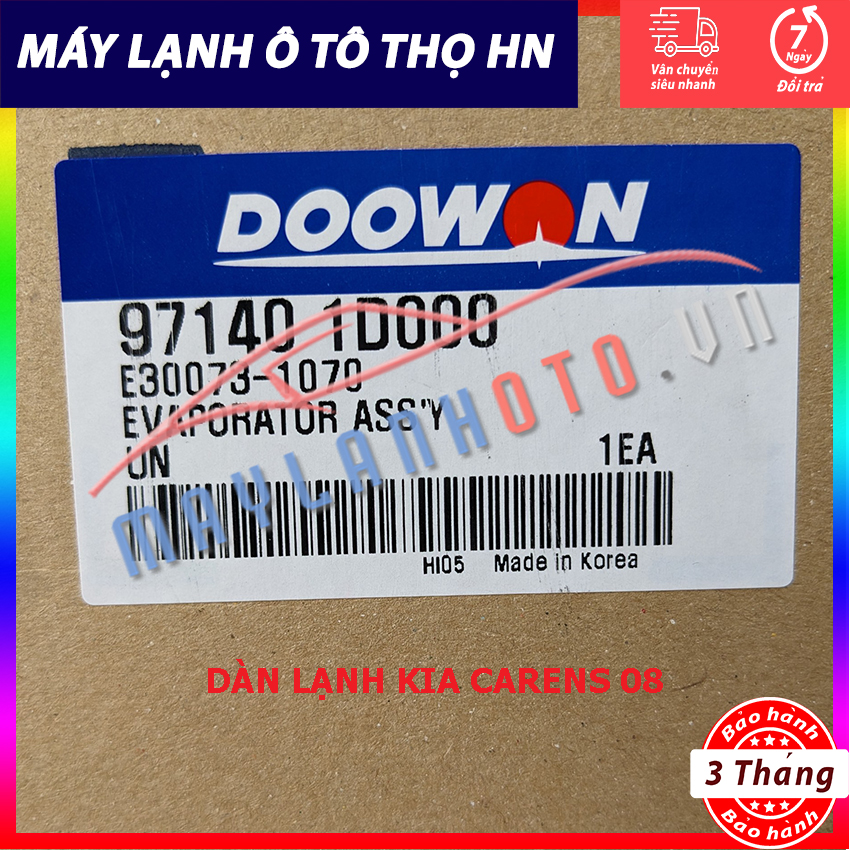 MÁY LẠNH Ô TÔ THỌ HN
Vân chuyển
siêu nhanh
7
Ngày
Đổi trả
DOOWON
97140 1D000
E30073-1070
EVAPORATOR ASS'Y
UN
1EA
MAYLANHOTO.VN
HI05 Made in Korea
DÀN LẠNH KIA CARENS 08
Bảo hành
3 Tháng
Bảo hành